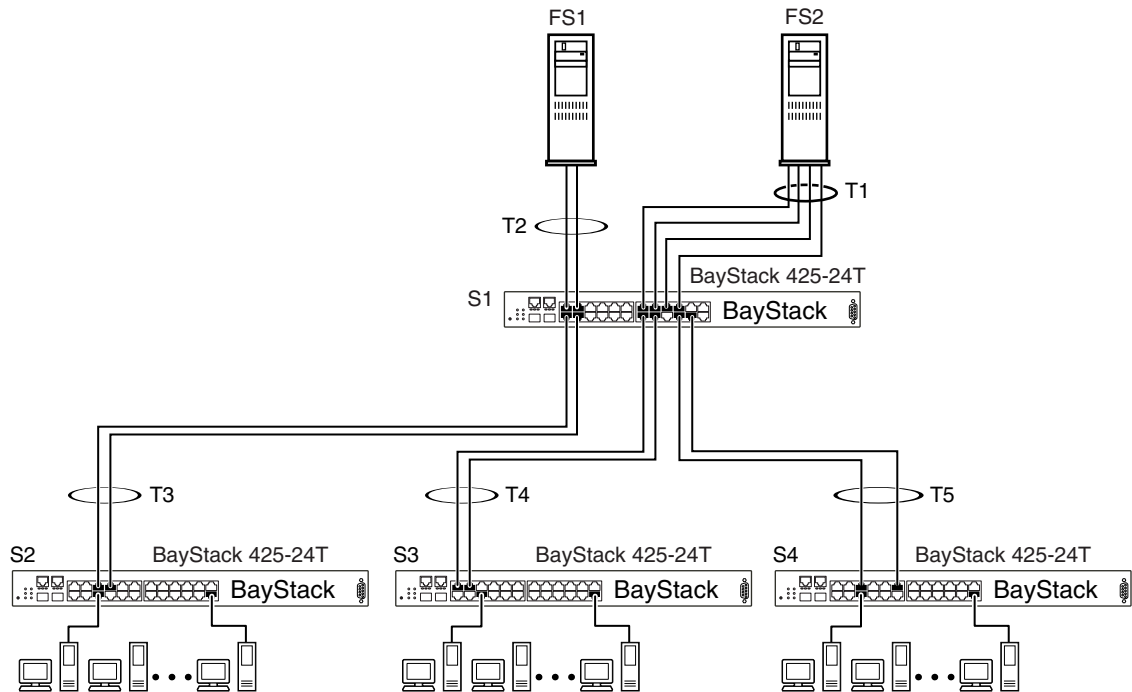 FS1
FS2
T1
T2
BayStack 425-24T
S1
BayStack
T3
T4
T5
S2
BayStack 425-24T
BayStack
S3
BayStack 425-24T
BayStack
S4
BayStack 425-24T
BayStack